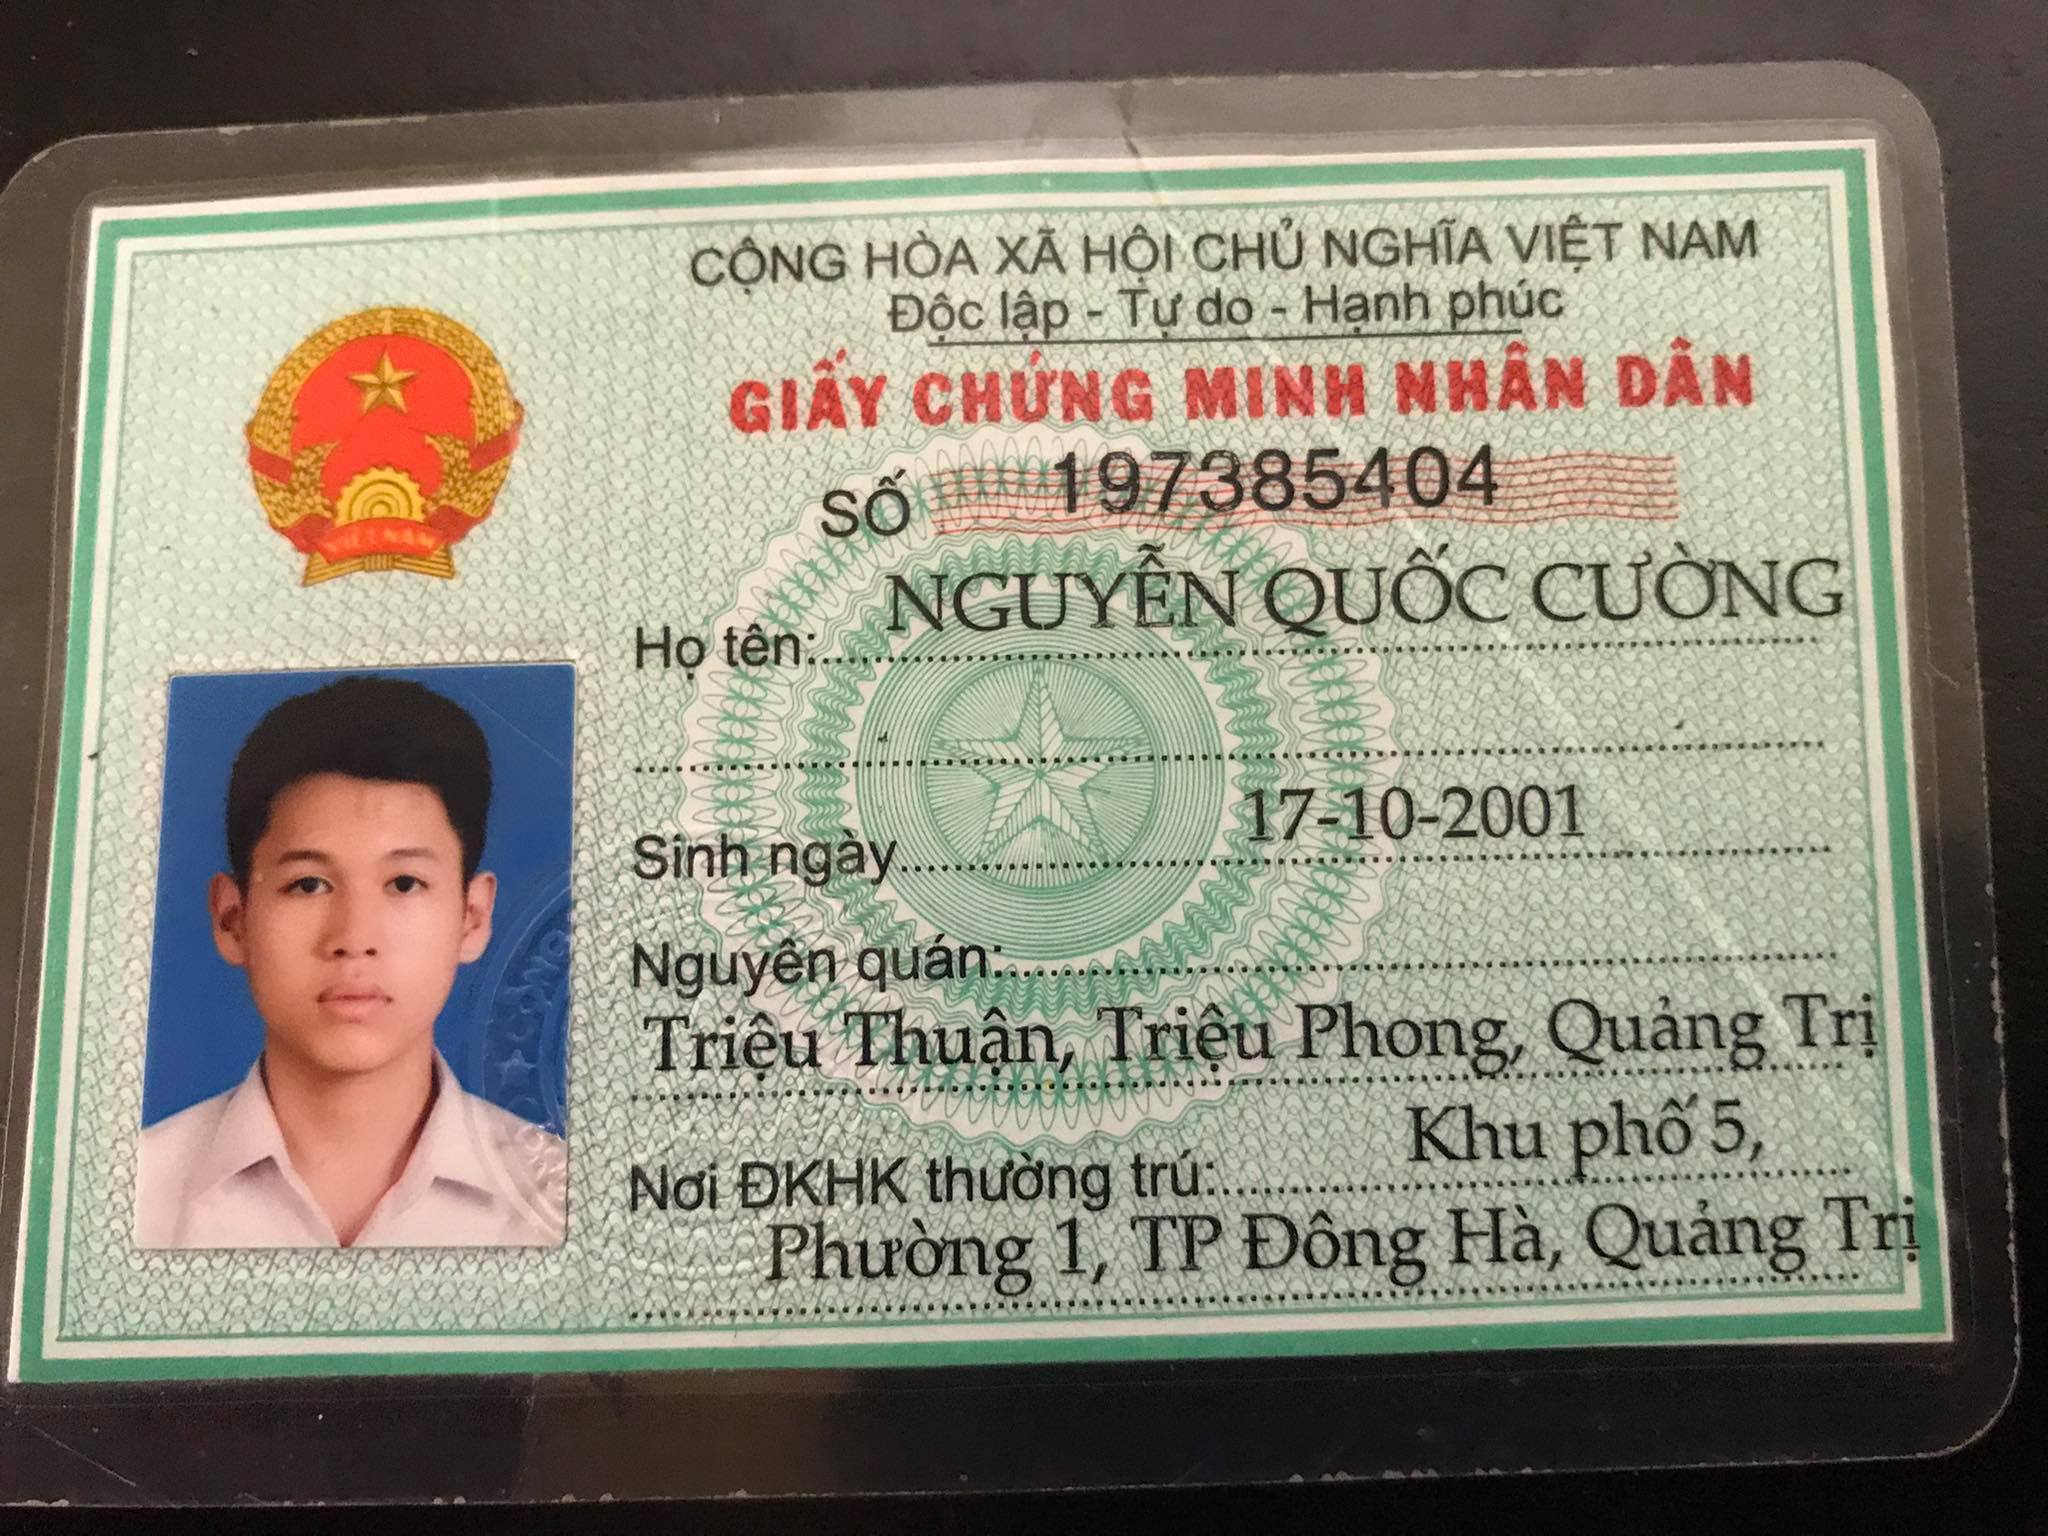 CỘNG HÒA XÃ HỘI CHỦ NGHĨA VIỆT NAM
Độc lập - Tự do - Hạnh phúc
GIẤY CHỨNG MINH NHÂN DÂN
SỐ 197385404
VIỆT NAM
Họ tên: NGUYỄN QUỐC CƯỜNG
Sinh ngày 17-10-2001
Nguyên quán:
Triệu Thuận, Triệu Phong, Quảng Trị
Nơi ĐKHK thường trú: Khu phố 5,
Phường 1, TP Đông Hà, Quảng Trị